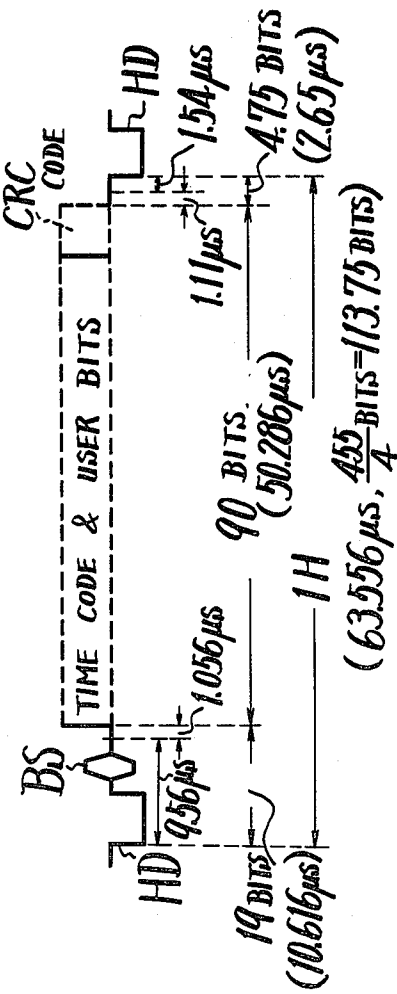 CRC
CODE
HD
BS
TIME CODE & USER BITS
HD
9.56µs
1.056µs
1.11µs
1.54µs
19 BITS
(10.616µs)
90 BITS.
(50.286µs)
4.75 BITS
(2.65µs)
1H
(63.556µs, 455/4 BITS=113.75 BITS)